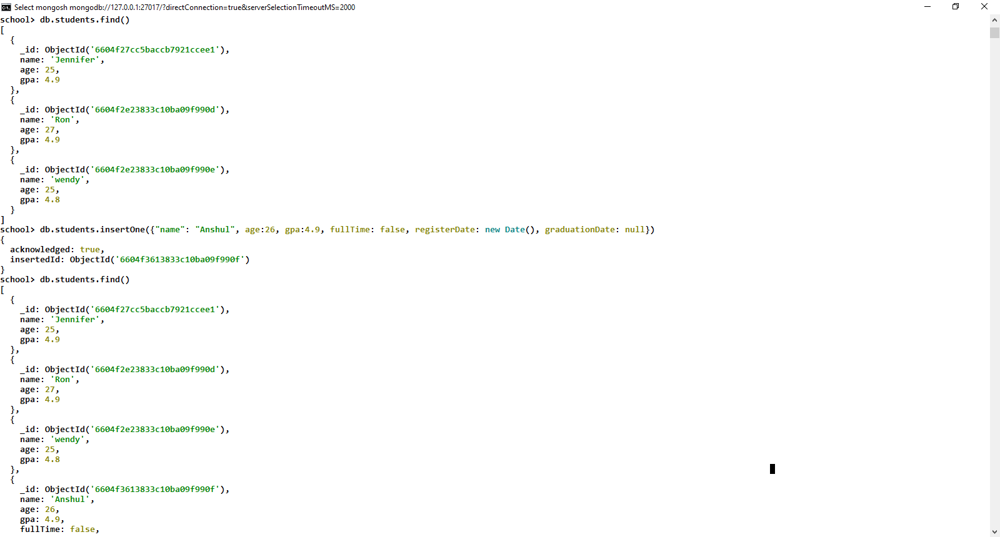 Select mongosh mongodb://127.0.0.1:27017/?directConnection=true&serverSelectionTimeoutMS=2000
school> db.students.find()
[
  {
    _id: ObjectId('6604f27cc5baccb7921ccee1'),
    name: 'Jennifer',
    age: 25,
    gpa: 4.9
  },
  {
    _id: ObjectId('6604f2e23833c10ba09f990d'),
    name: 'Ron',
    age: 27,
    gpa: 4.9
  },
  {
    _id: ObjectId('6604f2e23833c10ba09f990e'),
    name: 'wendy',
    age: 25,
    gpa: 4.8
  }
]
school> db.students.insertOne({"name": "Anshul", age:26, gpa:4.9, fullTime: false, registerDate: new Date(), graduationDate: null})
{
  acknowledged: true,
  insertedId: ObjectId('6604f3613833c10ba09f990f')
}
school> db.students.find()
[
  {
    _id: ObjectId('6604f27cc5baccb7921ccee1'),
    name: 'Jennifer',
    age: 25,
    gpa: 4.9
  },
  {
    _id: ObjectId('6604f2e23833c10ba09f990d'),
    name: 'Ron',
    age: 27,
    gpa: 4.9
  },
  {
    _id: ObjectId('6604f2e23833c10ba09f990e'),
    name: 'wendy',
    age: 25,
    gpa: 4.8
  },
  {
    _id: ObjectId('6604f3613833c10ba09f990f'),
    name: 'Anshul',
    age: 26,
    gpa: 4.9,
    fullTime: false,